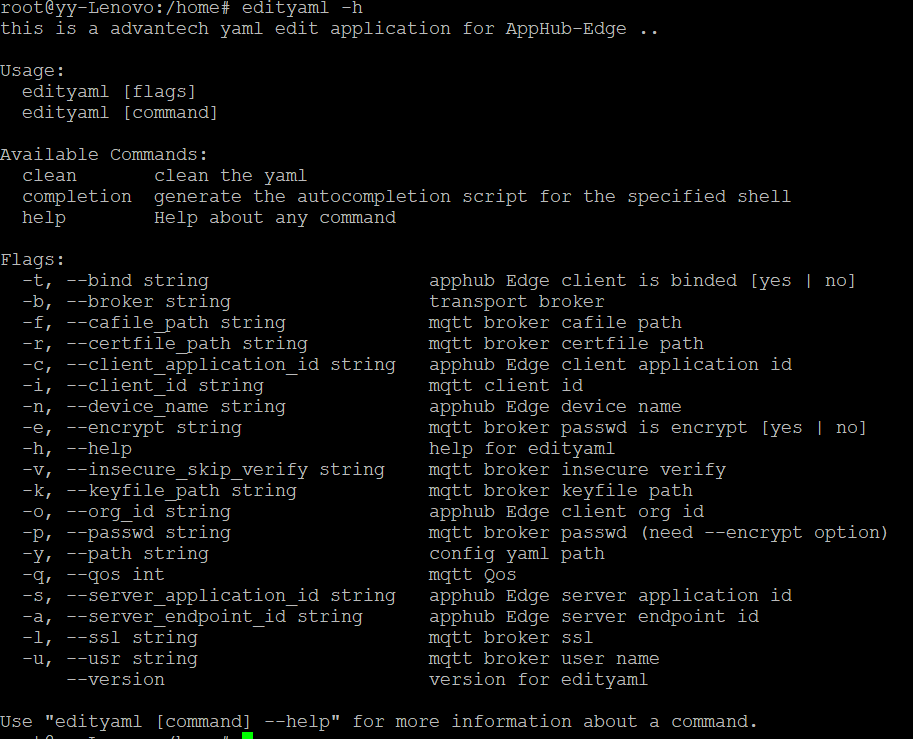 root@yy-Lenovo:/home# edityaml -h
this is a advantech yaml edit application for AppHub-Edge ..

Usage:
  edityaml [flags]
  edityaml [command]

Available Commands:
  clean       clean the yaml
  completion  generate the autocompletion script for the specified shell
  help        Help about any command

Flags:
  -t, --bind string                    apphub Edge client is binded [yes | no]
  -b, --broker string                  transport broker
  -f, --cafile_path string             mqtt broker cafile path
  -r, --certfile_path string           mqtt broker certfile path
  -c, --client_application_id string   apphub Edge client application id
  -i, --client_id string               mqtt client id
  -n, --device_name string             apphub Edge device name
  -e, --encrypt string                 mqtt broker passwd is encrypt [yes | no]
  -h, --help                           help for edityaml
  -v, --insecure_skip_verify string    mqtt broker insecure verify
  -k, --keyfile_path string            mqtt broker keyfile path
  -o, --org_id string                  apphub Edge client org id
  -p, --passwd string                  mqtt broker passwd (need --encrypt option)
  -y, --path string                    config yaml path
  -q, --qos int                        mqtt Qos
  -s, --server_application_id string   apphub Edge server application id
  -a, --server_endpoint_id string      apphub Edge server endpoint id
  -l, --ssl string                     mqtt broker ssl
  -u, --usr string                     mqtt broker user name
      --version                        version for edityaml

Use "edityaml [command] --help" for more information about a command.